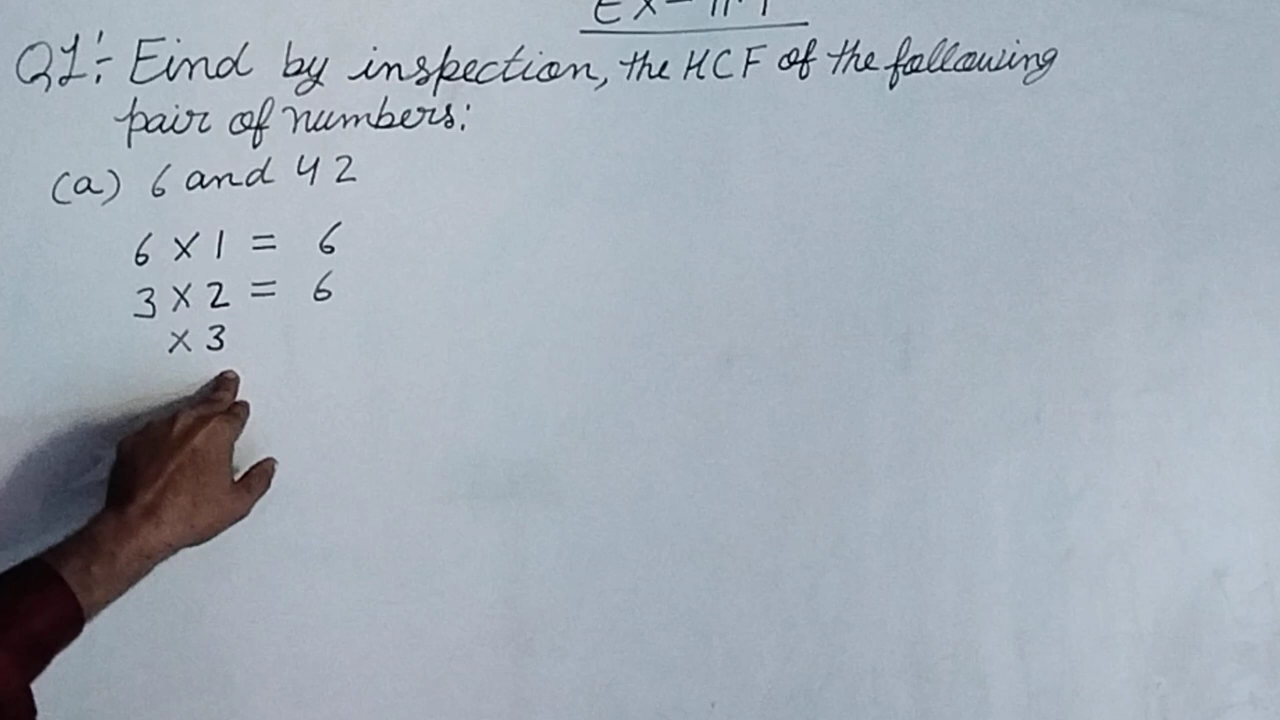 Ex-
Q1:- Find by inspection, the HCF of the following
pair of numbers:
(a) 6 and 42
6 × 1 = 6
3 × 2 = 6
× 3